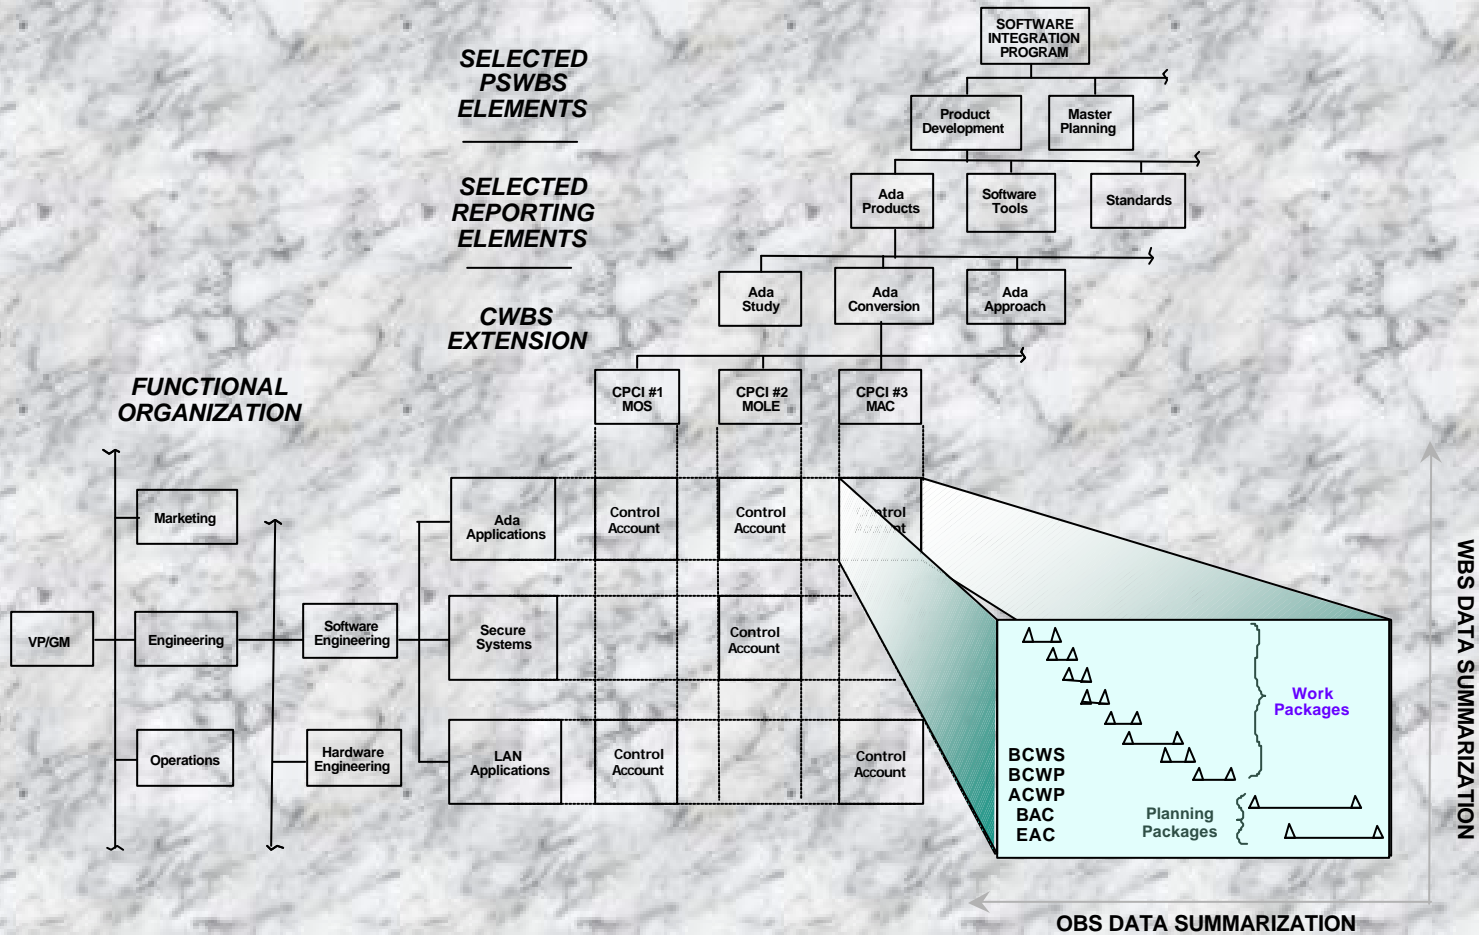 SOFTWARE
INTEGRATION
PROGRAM
SELECTED
PSWBS
ELEMENTS
Product
Development
Master
Planning
SELECTED
REPORTING
ELEMENTS
Ada
Products
Software
Tools
Standards
Ada
Study
Ada
Conversion
Ada
Approach
CWBS
EXTENSION
FUNCTIONAL
ORGANIZATION
CPCI #1
MOS
CPCI #2
MOLE
CPCI #3
MAC
Marketing
Ada
Applications
Control
Account
Control
Account
Control
Account
VP/GM
Engineering
Software
Engineering
Secure
Systems
Control
Account
Operations
Hardware
Engineering
LAN
Applications
Control
Account
Control
Account
Work
Packages
BCWS
BCWP
ACWP
BAC
EAC
Planning
Packages
WBS DATA SUMMARIZATION
OBS DATA SUMMARIZATION